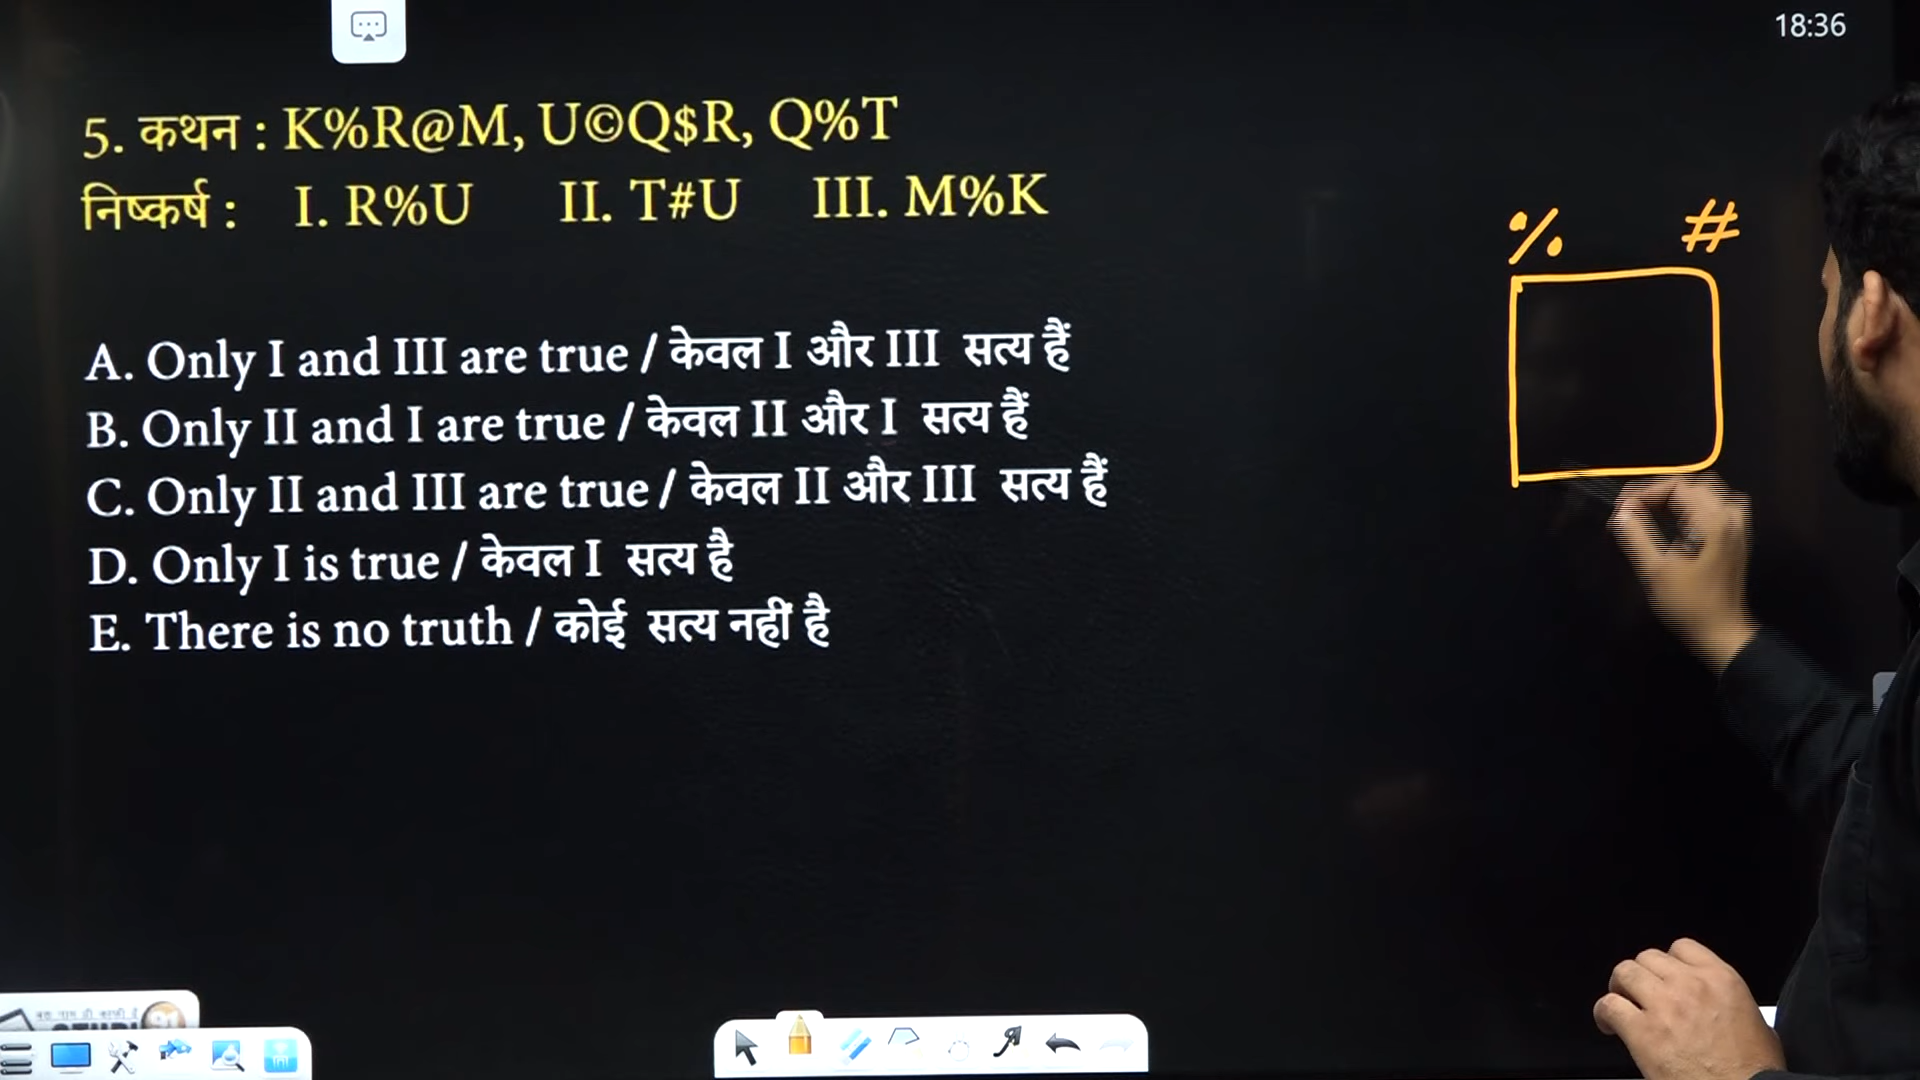 18:36
5. कथन : K%R@M, U©Q$R, Q%T
निष्कर्ष : I. R%U II. T#U III. M%K
% #
A. Only I and III are true / केवल I और III सत्य हैं
B. Only II and I are true / केवल II और I सत्य हैं
C. Only II and III are true / केवल II और III सत्य हैं
D. Only I is true / केवल I सत्य है
E. There is no truth / कोई सत्य नहीं है